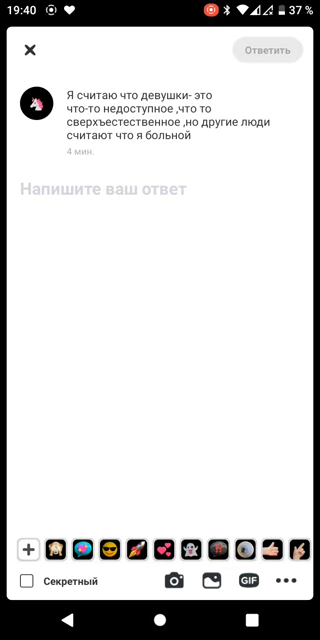 19:40
37 %
Ответить
Я считаю что девушки- это
что-то недоступное ,что то
сверхъестественное ,но другие люди
считают что я больной
4 мин.
Напишите ваш ответ
Секретный
GIF